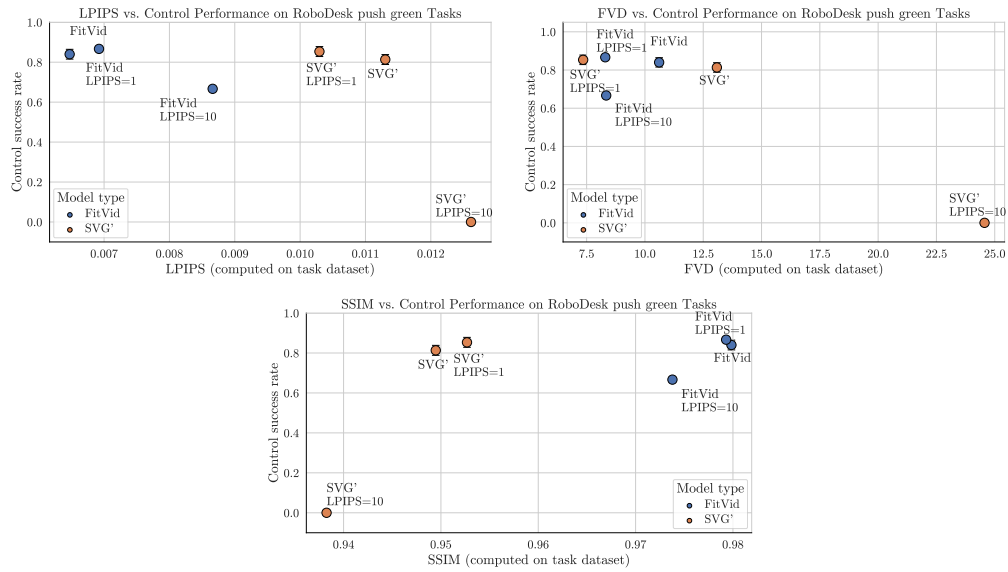 LPIPS vs. Control Performance on RoboDesk push green Tasks
Control success rate
1.0
0.8
0.6
0.4
0.2
0.0
FitVid
FitVid
LPIPS=1
FitVid
LPIPS=10
SVG'
LPIPS=1
SVG'
SVG'
LPIPS=10
Model type
FitVid
SVG'
0.007
0.008
0.009
0.010
0.011
0.012
LPIPS (computed on task dataset)
FVD vs. Control Performance on RoboDesk push green Tasks
Control success rate
1.0
0.8
0.6
0.4
0.2
0.0
FitVid
LPIPS=1
FitVid
SVG'
LPIPS=1
SVG'
FitVid
LPIPS=10
SVG'
LPIPS=10
Model type
FitVid
SVG'
7.5
10.0
12.5
15.0
17.5
20.0
22.5
25.0
FVD (computed on task dataset)
SSIM vs. Control Performance on RoboDesk push green Tasks
Control success rate
1.0
0.8
0.6
0.4
0.2
0.0
FitVid
LPIPS=1
FitVid
SVG'
SVG'
LPIPS=1
FitVid
LPIPS=10
SVG'
LPIPS=10
Model type
FitVid
SVG'
0.94
0.95
0.96
0.97
0.98
SSIM (computed on task dataset)